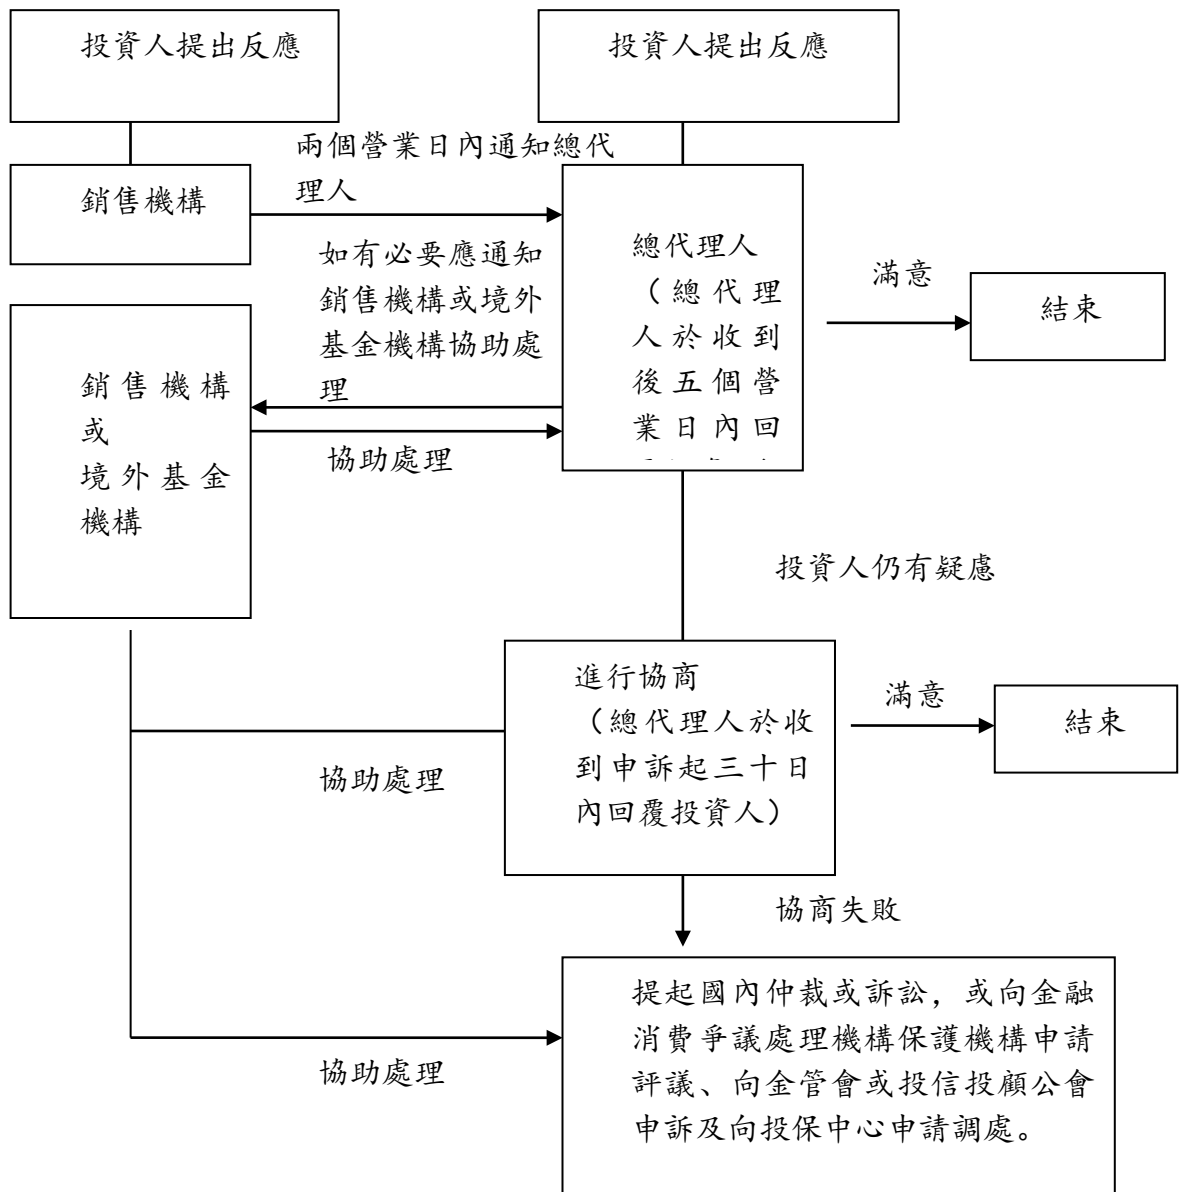 投資人提出反應
投資人提出反應
兩個營業日內通知總代
理人
銷售機構
如有必要應通知
銷售機構或境外
基金機構協助處
理
總代理人
（總代理
人於收到
後五個營
業日內回
滿意
結束
銷售機構
或
境外基金
機構
協助處理
投資人仍有疑慮
進行協商
（總代理人於收
到申訴起三十日
內回覆投資人）
滿意
結束
協助處理
協商失敗
提起國內仲裁或訴訟，或向金融
消費爭議處理機構保護機構申請
評議、向金管會或投信投顧公會
申訴及向投保中心申請調處。
協助處理